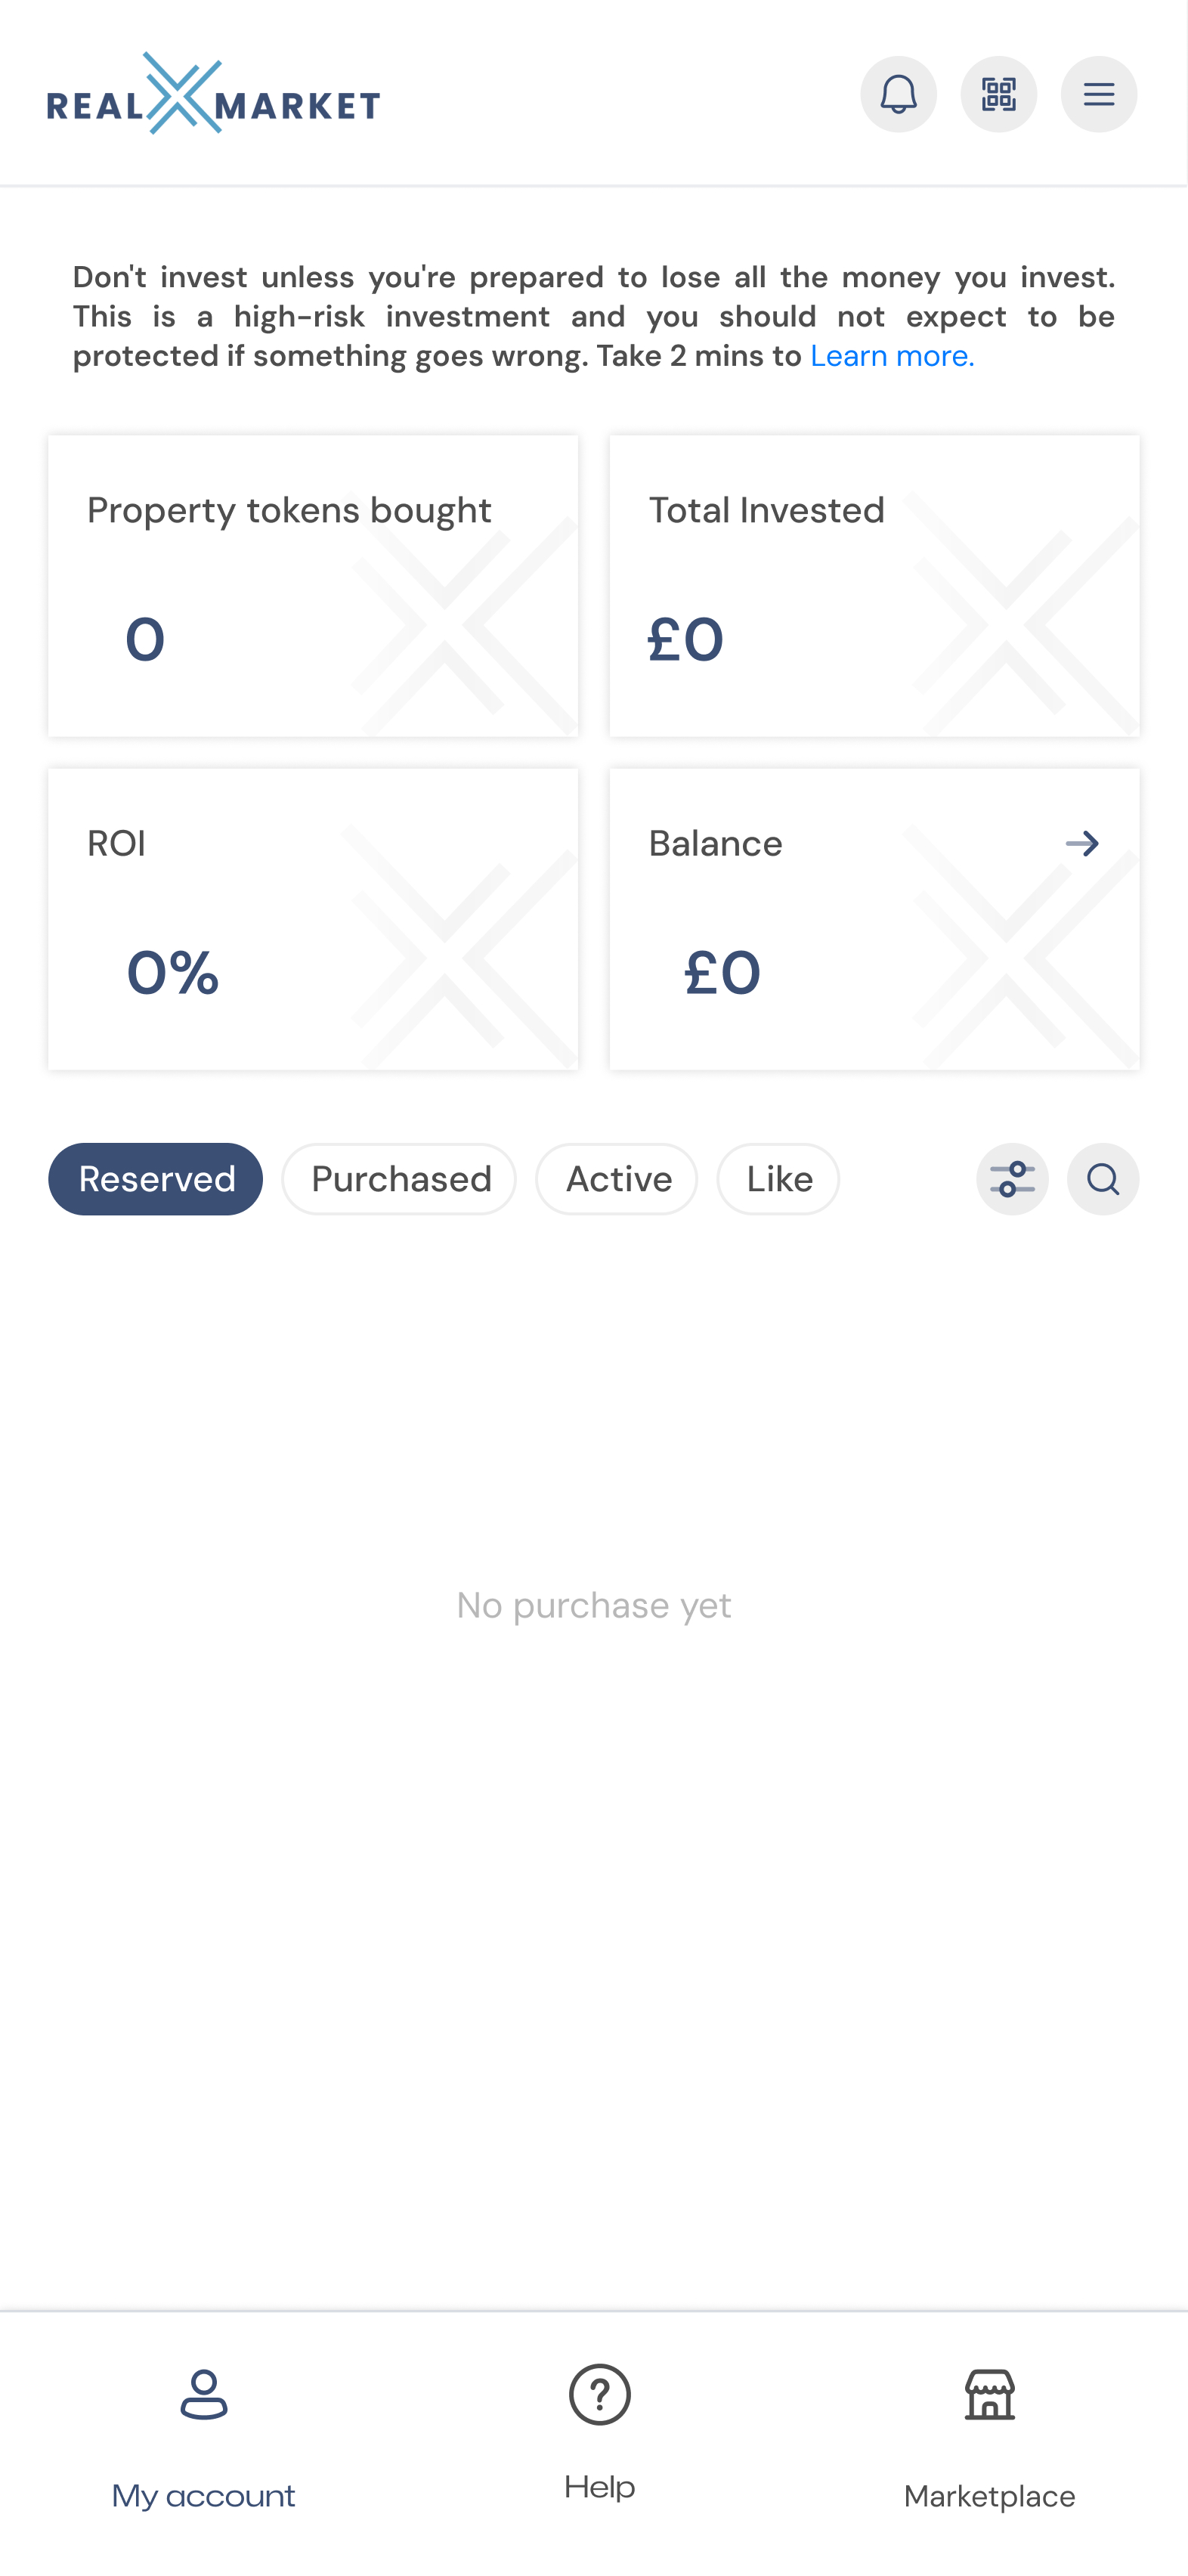 REAL MARKET
Don't invest unless you're prepared to lose all the money you invest.
This is a high-risk investment and you should not expect to be
protected if something goes wrong. Take 2 mins to Learn more.
Property tokens bought
0
Total Invested
£0
ROI
0%
Balance
£0
Reserved
Purchased
Active
Like
No purchase yet
My account
Help
Marketplace